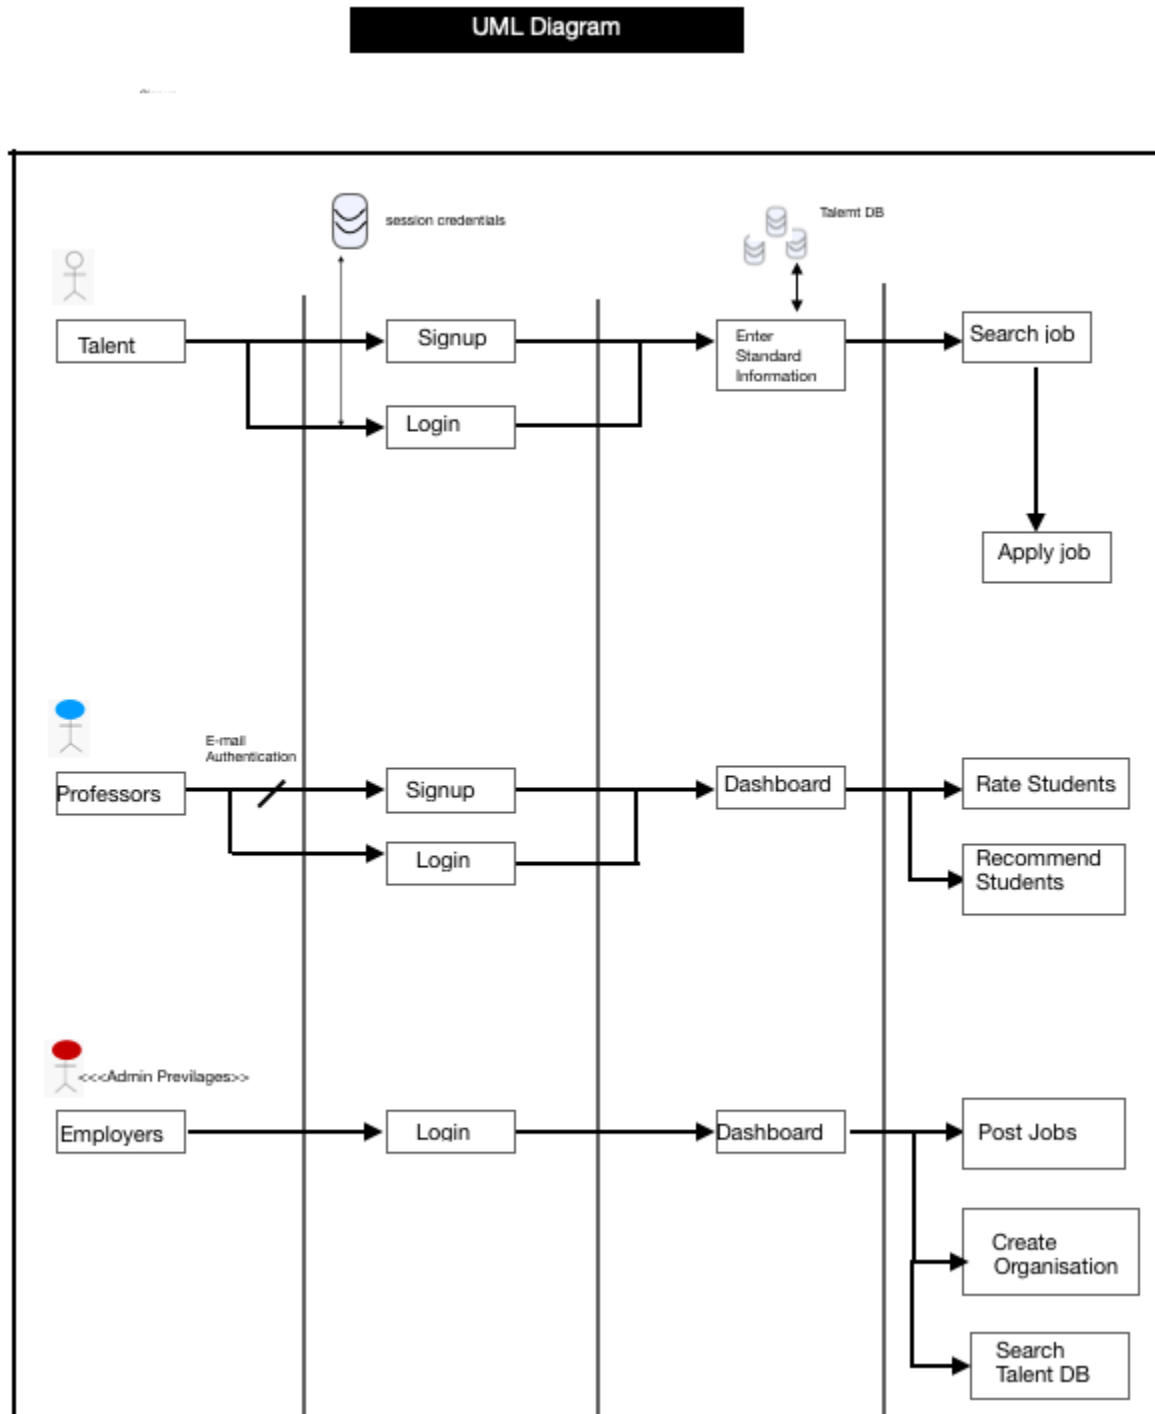 UML Diagram
session credentials
Talemt DB
Talent
Signup
Enter
Standard
Information
Search job
Login
Apply job
E-mail
Authentication
Professors
Signup
Dashboard
Rate Students
Login
Recommend
Students
<<<Admin Previlages>>
Employers
Login
Dashboard
Post Jobs
Create
Organisation
Search
Talent DB